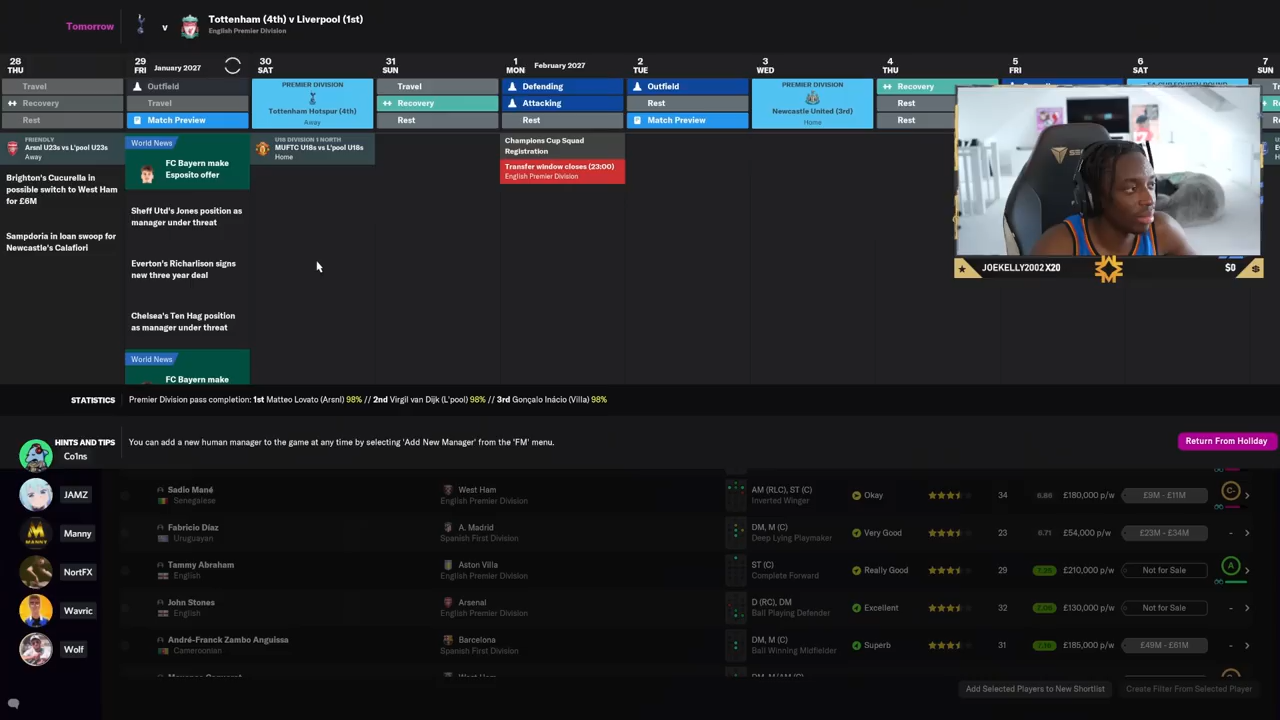 Tomorrow
v
Tottenham (4th) v Liverpool (1st)
English Premier Division
28 THU
29 FRI January 2027
30 SAT
31 SUN
1 MON February 2027
2 TUE
3 WED
4 THU
5 FRI
6 SAT
7 SUN
Travel
Recovery
Rest
Outfield
Travel
Match Preview
PREMIER DIVISION
Tottenham Hotspur (4th)
Away
Travel
Recovery
Rest
Defending
Attacking
Rest
Outfield
Rest
Match Preview
PREMIER DIVISION
Newcastle United (3rd)
Home
Recovery
Rest
Rest
FRIENDLY
Arsnl U23s vs L'pool U23s
Away
Brighton's Cucurella in
possible switch to West Ham
for £6M
Sampdoria in loan swoop for
Newcastle's Calafiori
World News
FC Bayern make
Esposito offer
Sheff Utd's Jones position as
manager under threat
Everton's Richarlison signs
new three year deal
Chelsea's Ten Hag position
as manager under threat
World News
FC Bayern make
U18 DIVISION 1 NORTH
MUFTC U18s vs L'pool U18s
Home
Champions Cup Squad
Registration
Transfer window closes (23:00)
English Premier Division
JOEKELLY2002 X20
$0
STATISTICS
Premier Division pass completion: 1st Matteo Lovato (Arsnl) 98% // 2nd Virgil van Dijk (L'pool) 98% // 3rd Gonçalo Inácio (Villa) 98%
HINTS AND TIPS
You can add a new human manager to the game at any time by selecting 'Add New Manager' from the 'FM' menu.
Return From Holiday
Co1ns
JAMZ
Manny
NortFX
Warric
Wolf
Sadio Mané
Senegalese
West Ham
English Premier Division
AM (RLC), ST (C)
Inverted Winger
Okay
34
6.86
£180,000 p/w
£9M - £11M
C-
Fabricio Díaz
Uruguayan
A. Madrid
Spanish First Division
DM, M (C)
Deep Lying Playmaker
Very Good
23
6.71
£54,000 p/w
£23M - £34M
-
Tammy Abraham
English
Aston Villa
English Premier Division
ST (C)
Complete Forward
Really Good
29
£210,000 p/w
Not for Sale
A
John Stones
English
Arsenal
English Premier Division
D (RC), DM
Ball Playing Defender
Excellent
32
£130,000 p/w
Not for Sale
-
André-Franck Zambo Anguissa
Cameroonian
Barcelona
Spanish First Division
DM, M (C)
Ball Winning Midfielder
Superb
31
£185,000 p/w
£49M - £61M
-
Add Selected Players to New Shortlist
Create Filter From Selected Player